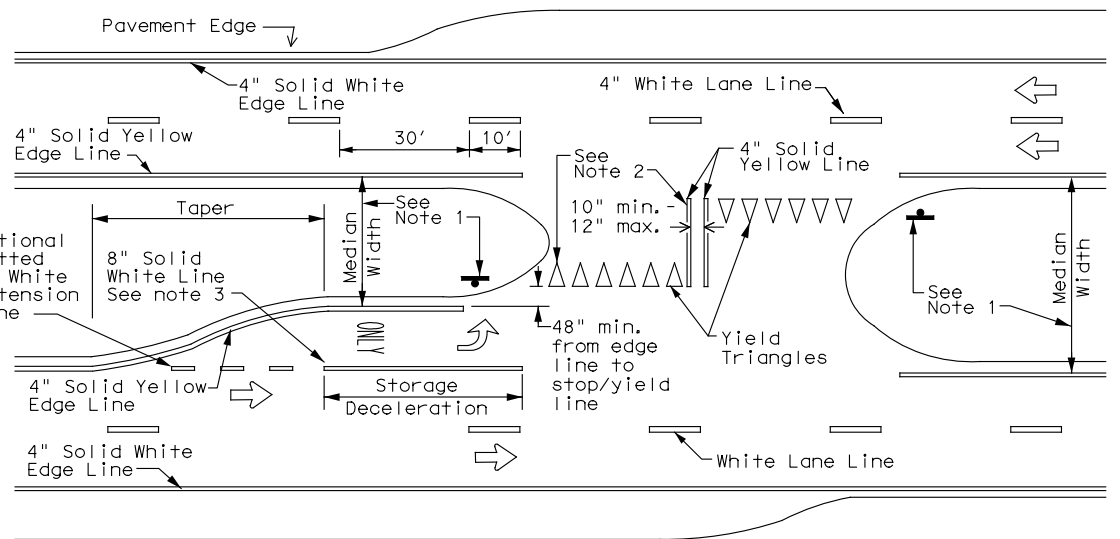 Pavement Edge
4" Solid White
Edge Line
4" White Lane Line
4" Solid Yellow
Edge Line
30'
10'
See
Note 2
4" Solid
Yellow Line
Taper
See
Note 1
10" min.
12" max.
Median
Width
8" Solid
White Line
See note 3
White
ONLY
48" min.
from edge
line to
stop/yield
line
Yield
Triangles
See
Note 1
Median
Width
4" Solid Yellow
Edge Line
Storage
Deceleration
4" Solid White
Edge Line
White Lane Line